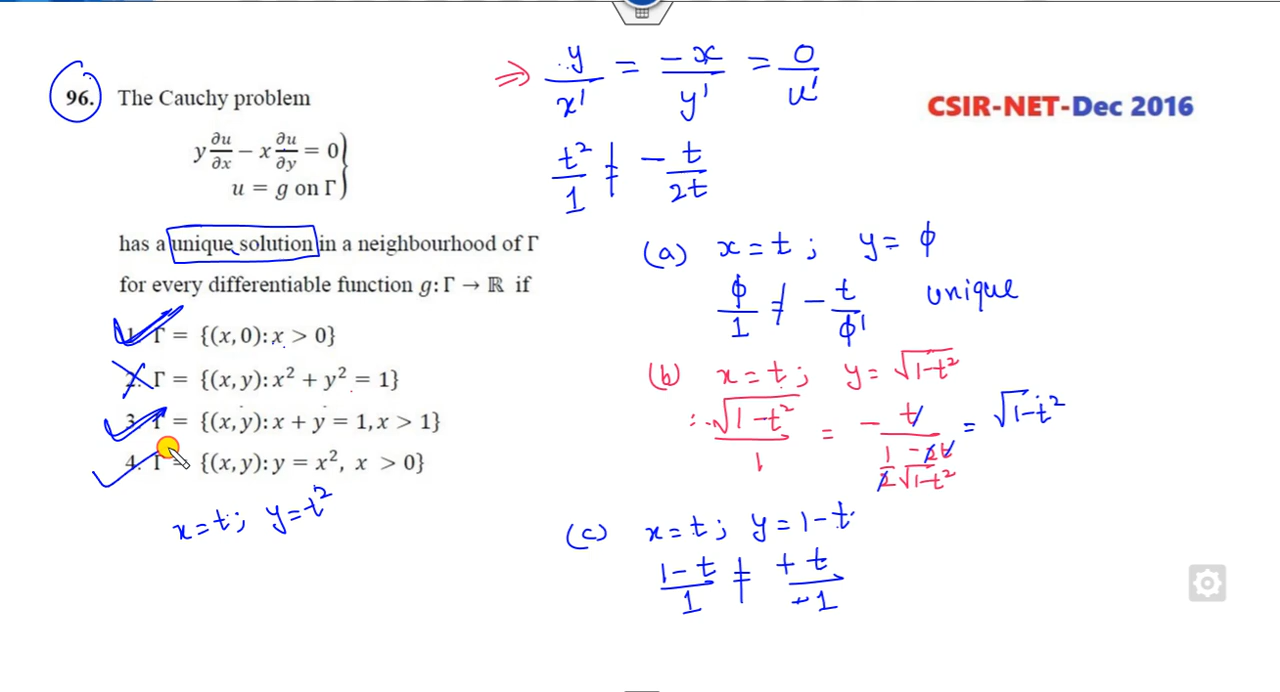 96. The Cauchy problem
y ∂u/∂x − x ∂u/∂y = 0
u = g on Γ
has a unique solution in a neighbourhood of Γ
for every differentiable function g: Γ → ℝ if
1. Γ = {(x, 0): x > 0}
2. Γ = {(x, y): x² + y² = 1}
3. Γ = {(x, y): x + y = 1, x > 1}
4. Γ = {(x, y): y = x², x > 0}
x = t; y = t²
⇒ y/x' = −x/y' = 0/u'
t²/1 ≠ − t/2t
CSIR-NET-Dec 2016
(a) x = t; y = ϕ
ϕ/1 ≠ − t/ϕ' unique
(b) x = t; y = √1−t²
√1−t²/1 = − t/(1/2 −2t/√1−t²) = √1−t²
(c) x = t; y = 1−t
1−t/1 ≠ +t/+1